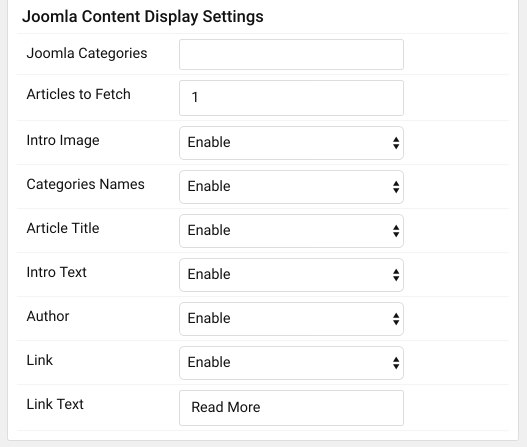 Joomla Content Display Settings
Joomla Categories
Articles to Fetch 1
Intro Image Enable
Categories Names Enable
Article Title Enable
Intro Text Enable
Author Enable
Link Enable
Link Text Read More